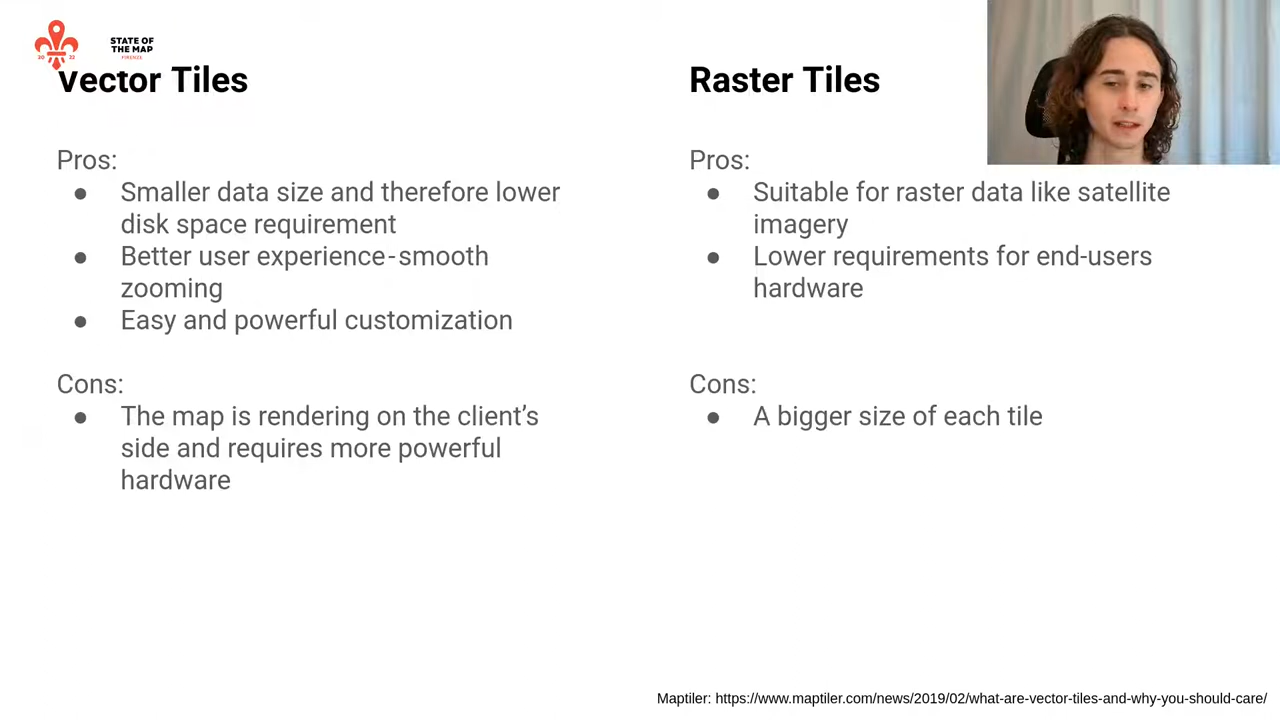 20 22
STATE OF
THE MAP
FIRENZE
Vector Tiles
Pros:
● Smaller data size and therefore lower
disk space requirement
● Better user experience - smooth
zooming
● Easy and powerful customization
Cons:
● The map is rendering on the client’s
side and requires more powerful
hardware
Raster Tiles
Pros:
● Suitable for raster data like satellite
imagery
● Lower requirements for end-users
hardware
Cons:
● A bigger size of each tile
Maptiler: https://www.maptiler.com/news/2019/02/what-are-vector-tiles-and-why-you-should-care/